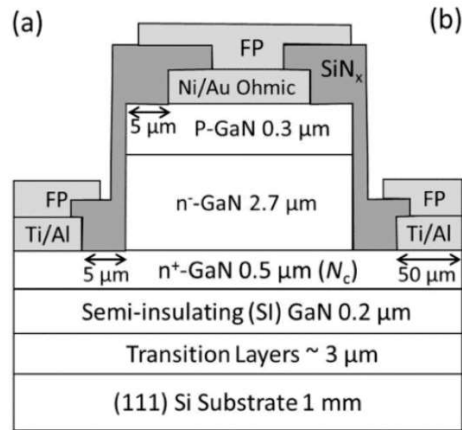 (a)
(b)
FP
SiNₓ
Ni/Au Ohmic
5 μm
P-GaN 0.3 μm
n⁻-GaN 2.7 μm
FP
FP
Ti/Al
Ti/Al
5 μm
n⁺-GaN 0.5 μm (N_c)
50 μm
Semi-insulating (SI) GaN 0.2 μm
Transition Layers ~ 3 μm
(111) Si Substrate 1 mm